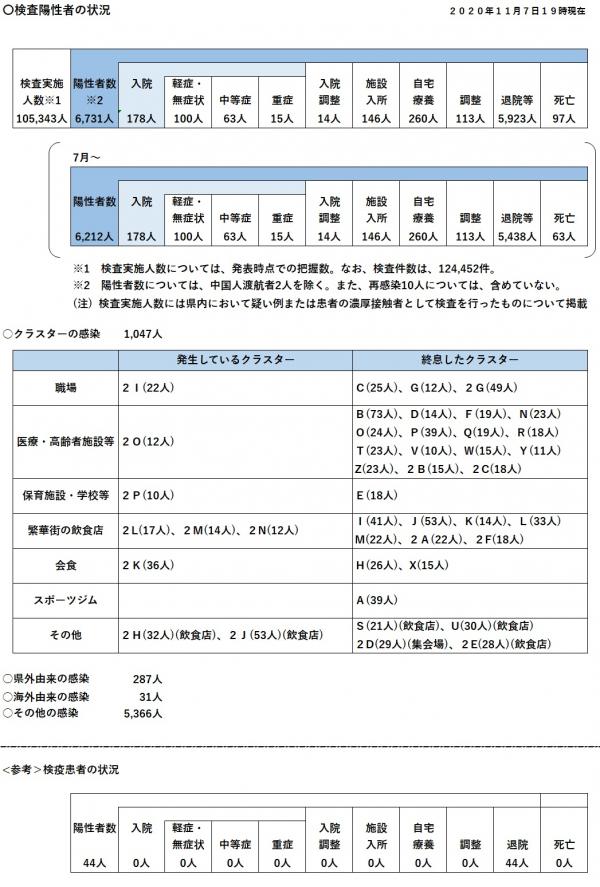 〇検査陽性者の状況 ２０２０年１１月７日１９時現在
検査実施人数※1 陽性者数※2 入院 軽症・無症状 中等症 重症 入院調整 施設入所 自宅療養 調整 退院等 死亡
105,343人 6,731人 178人 100人 63人 15人 14人 146人 260人 113人 5,923人 97人
7月～
陽性者数 入院 軽症・無症状 中等症 重症 入院調整 施設入所 自宅療養 調整 退院等 死亡
6,212人 178人 100人 63人 15人 14人 146人 260人 113人 5,438人 63人
※1　検査実施人数については、発表時点での把握数。なお、検査件数は、124,452件。
※2　陽性者数については、中国人渡航者2人を除く。また、再感染10人については、含めていない。
（注）検査実施人数には県内において疑い例または患者の濃厚接触者として検査を行ったものについて掲載
○クラスターの感染 1,047人
発生しているクラスター 終息したクラスター
職場 ２Ｉ(22人) Ｃ(25人)、Ｇ(12人)、２Ｇ(49人)
医療・高齢者施設等 ２Ｏ(12人) Ｂ(73人)、Ｄ(14人)、Ｆ(19人)、Ｎ(23人)
Ｏ(24人)、Ｐ(39人)、Ｑ(19人)、Ｒ(18人)
Ｔ(23人)、Ｖ(10人)、Ｗ(15人)、Ｙ(11人)
Ｚ(23人)、２Ｂ(15人)、２Ｃ(18人)
保育施設・学校等 ２Ｐ(10人) Ｅ(18人)
繁華街の飲食店 ２Ｌ(17人)、２Ｍ(14人)、２Ｎ(12人) Ｉ(41人)、Ｊ(53人)、Ｋ(14人)、Ｌ(33人)
Ｍ(22人)、２Ａ(22人)、２Ｆ(18人)
会食 ２Ｋ(36人) Ｈ(26人)、Ｘ(15人)
スポーツジム Ａ(39人)
その他 ２Ｈ(32人)(飲食店)、２Ｊ(53人)(飲食店) Ｓ(21人)(飲食店)、Ｕ(30人)(飲食店)
２Ｄ(29人)(集会場)、２Ｅ(28人)(飲食店)
○県外由来の感染 287人
○海外由来の感染 31人
○その他の感染 5,366人
<参考>検疫患者の状況
陽性者数 入院 軽症・無症状 中等症 重症 入院調整 施設入所 自宅療養 調整 退院 死亡
44人 0人 0人 0人 0人 0人 0人 0人 0人 44人 0人